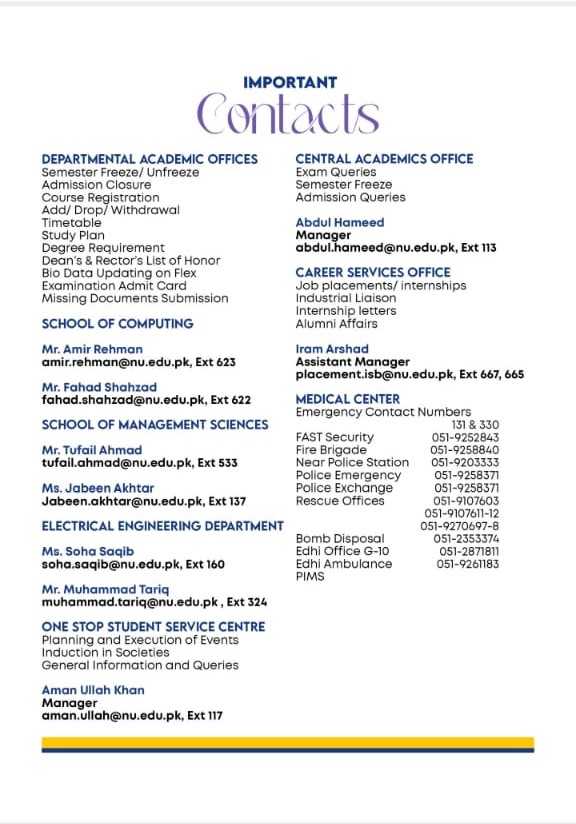 IMPORTANT
Contacts
DEPARTMENTAL ACADEMIC OFFICES
Semester Freeze/ Unfreeze
Admission Closure
Course Registration
Add/ Drop/ Withdrawal
Timetable
Study Plan
Degree Requirement
Dean's & Rector's List of Honor
Bio Data Updating on Flex
Examination Admit Card
Missing Documents Submission
SCHOOL OF COMPUTING
Mr. Amir Rehman
amir.rehman@nu.edu.pk, Ext 623
Mr. Fahad Shahzad
fahad.shahzad@nu.edu.pk, Ext 622
SCHOOL OF MANAGEMENT SCIENCES
Mr. Tufail Ahmad
tufail.ahmad@nu.edu.pk, Ext 533
Ms. Jabeen Akhtar
Jabeen.akhtar@nu.edu.pk, Ext 137
ELECTRICAL ENGINEERING DEPARTMENT
Ms. Soha Saqib
soha.saqib@nu.edu.pk, Ext 160
Mr. Muhammad Tariq
muhammad.tariq@nu.edu.pk , Ext 324
ONE STOP STUDENT SERVICE CENTRE
Planning and Execution of Events
Induction in Societies
General Information and Queries
Aman Ullah Khan
Manager
aman.ullah@nu.edu.pk, Ext 117
CENTRAL ACADEMICS OFFICE
Exam Queries
Semester Freeze
Admission Queries
Abdul Hameed
Manager
abdul.hameed@nu.edu.pk, Ext 113
CAREER SERVICES OFFICE
Job placements/ internships
Industrial Liaison
Internship letters
Alumni Affairs
Iram Arshad
Assistant Manager
placement.isb@nu.edu.pk, Ext 667, 665
MEDICAL CENTER
Emergency Contact Numbers
131 & 330
FAST Security 051-9252843
Fire Brigade 051-9258840
Near Police Station 051-9203333
Police Emergency 051-9258371
Police Exchange 051-9258371
Rescue Offices 051-9107603
051-9107611-12
051-9270697-8
Bomb Disposal 051-2353374
Edhi Office G-10 051-2871811
Edhi Ambulance 051-9261183
PIMS